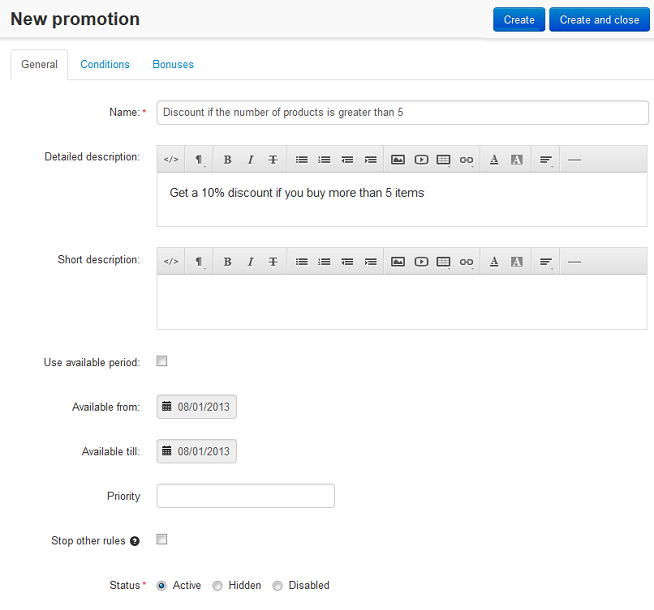 New promotion
Create
Create and close
General
Conditions
Bonuses
Name:*
Discount if the number of products is greater than 5
Detailed description:
</> ¶ B I T A A
Get a 10% discount if you buy more than 5 items
Short description:
</> ¶ B I T A A
Use available period:
Available from:
08/01/2013
Available till:
08/01/2013
Priority
Stop other rules ?
Status*
Active
Hidden
Disabled